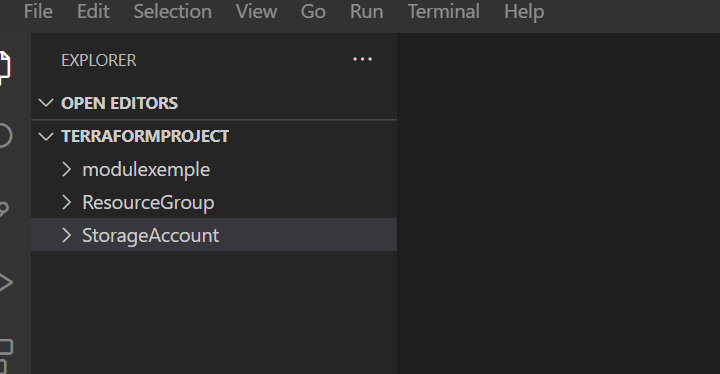 File Edit Selection View Go Run Terminal Help
EXPLORER ···
OPEN EDITORS
TERRAFORMPROJECT
modulexemple
ResourceGroup
StorageAccount